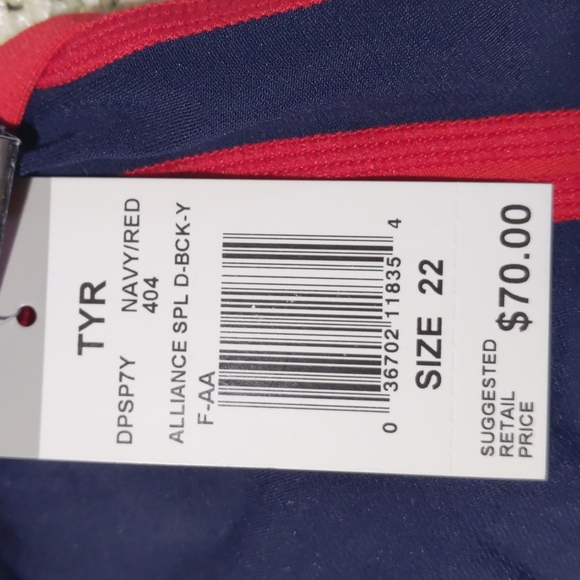 TYR
DPSP7Y NAVY/RED
404
ALLIANCE SPL D-BCK-Y
F-AA
0 36702 11835 4
SIZE 22
SUGGESTED
RETAIL
PRICE $70.00